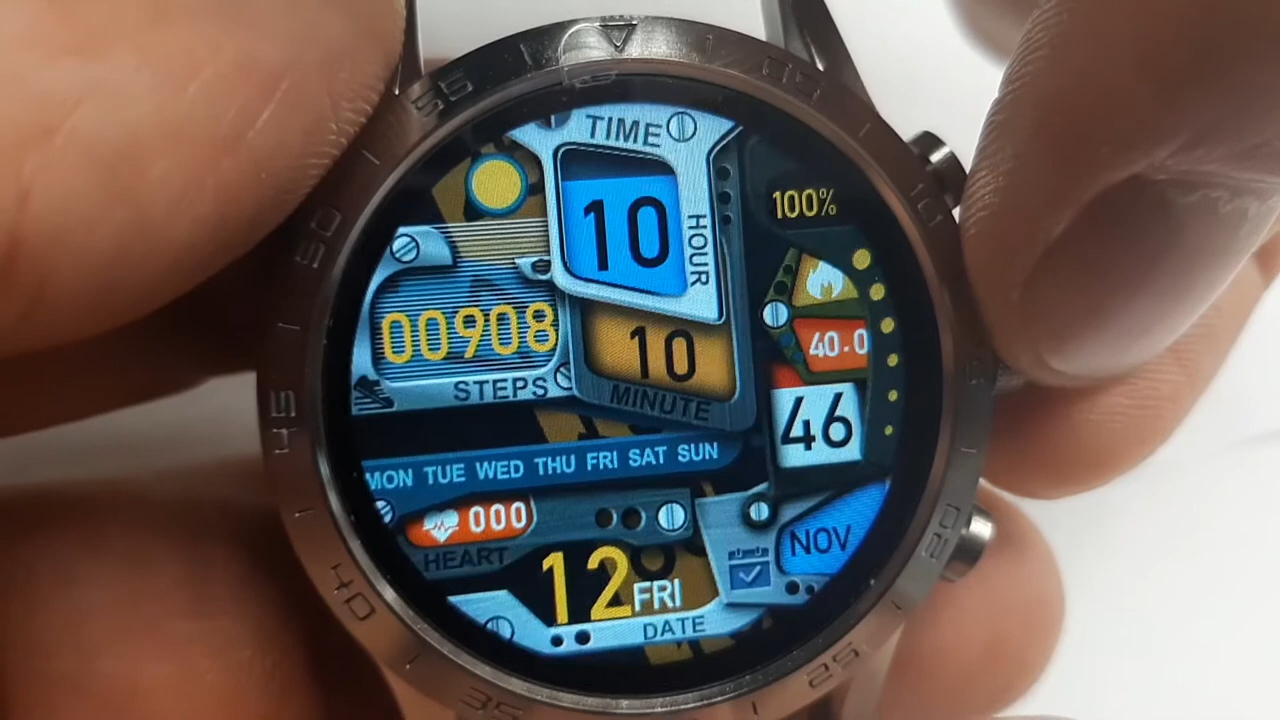 TIME
10
HOUR
100%
00908
STEPS
10
MINUTE
40.0
46
MON TUE WED THU FRI SAT SUN
000
HEART
NOV
12 FRI
DATE
55
05
10
50
45
40
35
25
20